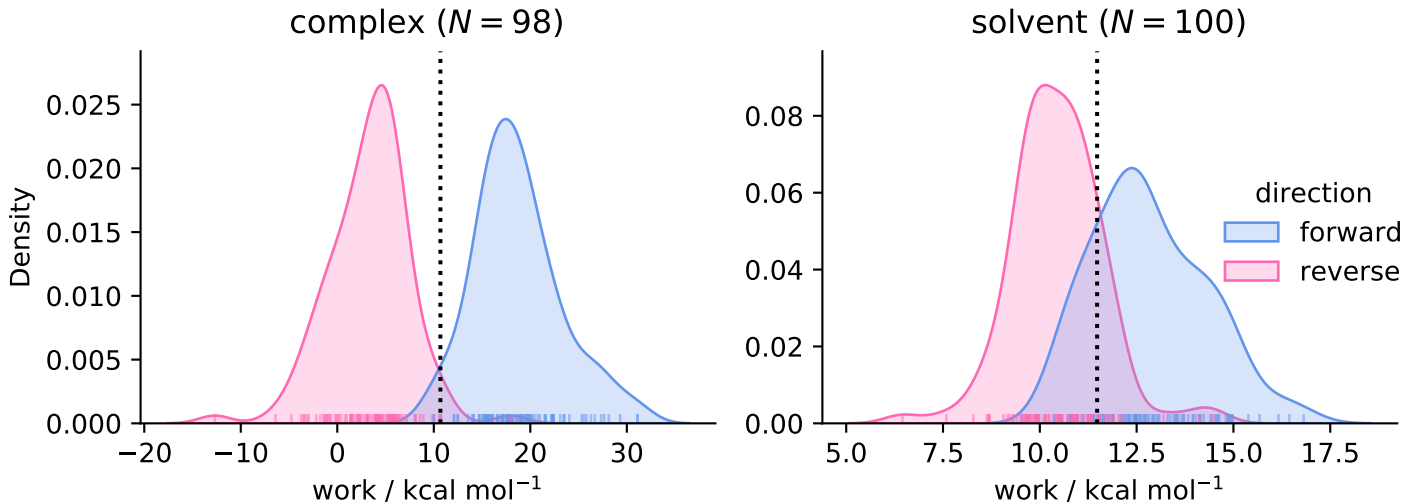 complex (N = 98)
Density
0.025
0.020
0.015
0.010
0.005
0.000
−20
−10
0
10
20
30
work / kcal mol⁻¹
solvent (N = 100)
0.08
0.06
0.04
0.02
0.00
5.0
7.5
10.0
12.5
15.0
17.5
work / kcal mol⁻¹
direction
forward
reverse